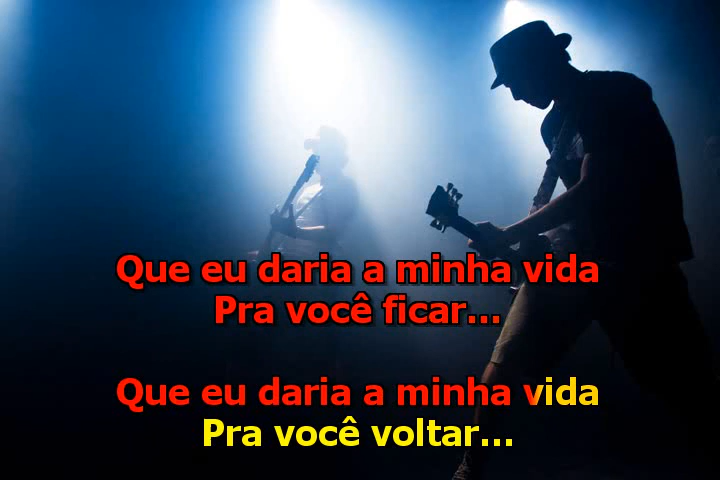 Que eu daria a minha vida
Pra você ficar...
Que eu daria a minha vida
Pra você voltar...